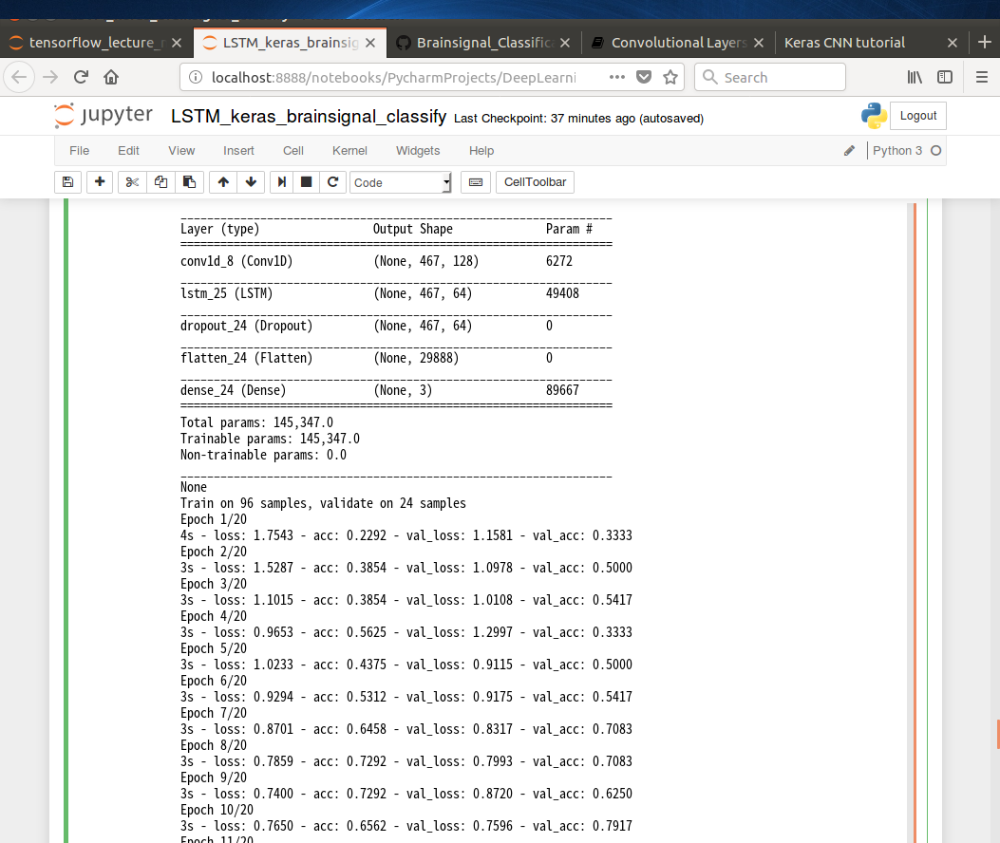 tensorflow_lecture_
LSTM_keras_brainsig
Brainsignal_Classific
Convolutional Layers
Keras CNN tutorial
localhost:8888/notebooks/PycharmProjects/DeepLearni
Search
jupyter LSTM_keras_brainsignal_classify Last Checkpoint: 37 minutes ago (autosaved)
Logout
File Edit View Insert Cell Kernel Widgets Help
Python 3
Code
CellToolbar
_________________________________________________________________
Layer (type) Output Shape Param #
=================================================================
conv1d_8 (Conv1D) (None, 467, 128) 6272
_________________________________________________________________
lstm_25 (LSTM) (None, 467, 64) 49408
_________________________________________________________________
dropout_24 (Dropout) (None, 467, 64) 0
_________________________________________________________________
flatten_24 (Flatten) (None, 29888) 0
_________________________________________________________________
dense_24 (Dense) (None, 3) 89667
=================================================================
Total params: 145,347.0
Trainable params: 145,347.0
Non-trainable params: 0.0
_________________________________________________________________
None
Train on 96 samples, validate on 24 samples
Epoch 1/20
4s - loss: 1.7543 - acc: 0.2292 - val_loss: 1.1581 - val_acc: 0.3333
Epoch 2/20
3s - loss: 1.5287 - acc: 0.3854 - val_loss: 1.0978 - val_acc: 0.5000
Epoch 3/20
3s - loss: 1.1015 - acc: 0.3854 - val_loss: 1.0108 - val_acc: 0.5417
Epoch 4/20
3s - loss: 0.9653 - acc: 0.5625 - val_loss: 1.2997 - val_acc: 0.3333
Epoch 5/20
3s - loss: 1.0233 - acc: 0.4375 - val_loss: 0.9115 - val_acc: 0.5000
Epoch 6/20
3s - loss: 0.9294 - acc: 0.5312 - val_loss: 0.9175 - val_acc: 0.5417
Epoch 7/20
3s - loss: 0.8701 - acc: 0.6458 - val_loss: 0.8317 - val_acc: 0.7083
Epoch 8/20
3s - loss: 0.7859 - acc: 0.7292 - val_loss: 0.7993 - val_acc: 0.7083
Epoch 9/20
3s - loss: 0.7400 - acc: 0.7292 - val_loss: 0.8720 - val_acc: 0.6250
Epoch 10/20
3s - loss: 0.7650 - acc: 0.6562 - val_loss: 0.7596 - val_acc: 0.7917
Epoch 11/20